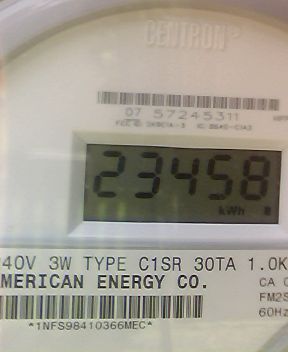 CENTRON®
07 57245311
23458
kWh
40V 3W TYPE C1SR 30TA 1.0K
MERICAN ENERGY CO.
CA 0
FM2S
60Hz
*1NFS98410366MEC*